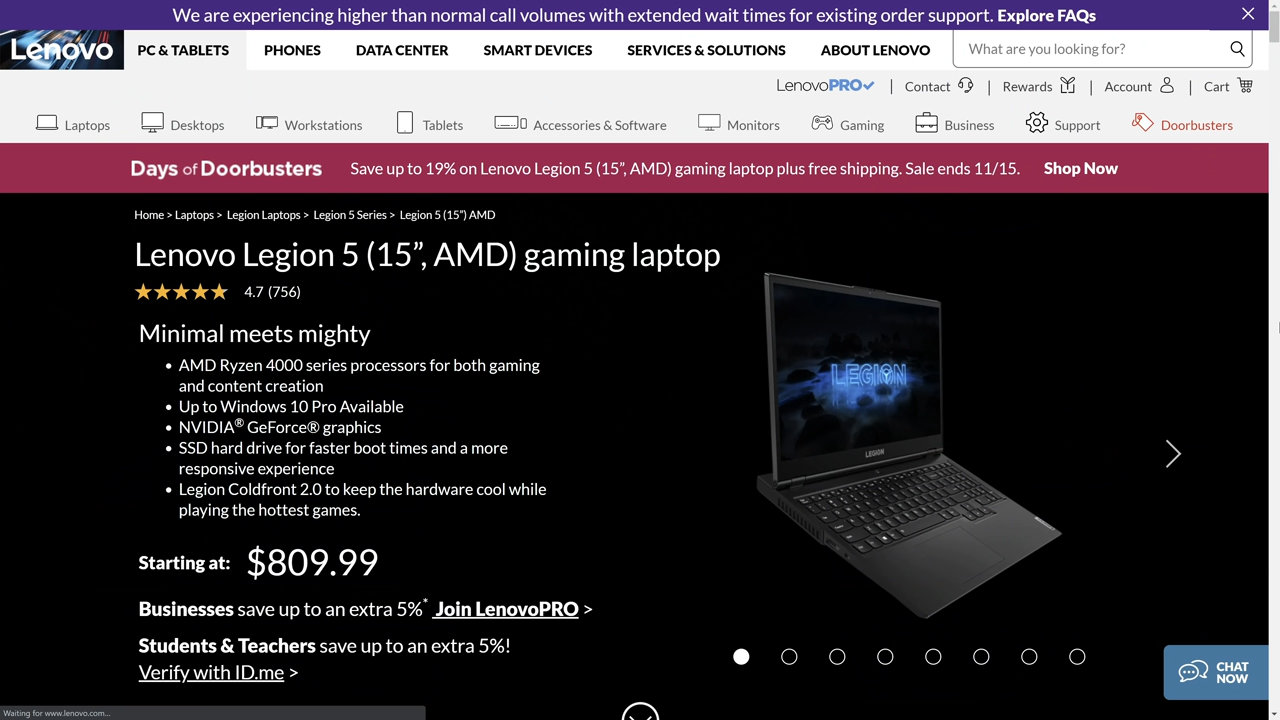 We are experiencing higher than normal call volumes with extended wait times for existing order support. Explore FAQs
Lenovo
PC & TABLETS
PHONES
DATA CENTER
SMART DEVICES
SERVICES & SOLUTIONS
ABOUT LENOVO
What are you looking for?
LenovoPRO
Contact
Rewards
Account
Cart
Laptops
Desktops
Workstations
Tablets
Accessories & Software
Monitors
Gaming
Business
Support
Doorbusters
Days of Doorbusters
Save up to 19% on Lenovo Legion 5 (15”, AMD) gaming laptop plus free shipping. Sale ends 11/15.
Shop Now
Home > Laptops > Legion Laptops > Legion 5 Series > Legion 5 (15”) AMD
Lenovo Legion 5 (15”, AMD) gaming laptop
4.7 (756)
Minimal meets mighty
• AMD Ryzen 4000 series processors for both gaming
and content creation
• Up to Windows 10 Pro Available
• NVIDIA® GeForce® graphics
• SSD hard drive for faster boot times and a more
responsive experience
• Legion Coldfront 2.0 to keep the hardware cool while
playing the hottest games.
LEGION
LEGION
Starting at: $809.99
Businesses save up to an extra 5%* Join LenovoPRO >
Students & Teachers save up to an extra 5%!
Verify with ID.me >
CHAT
NOW
Waiting for www.lenovo.com...